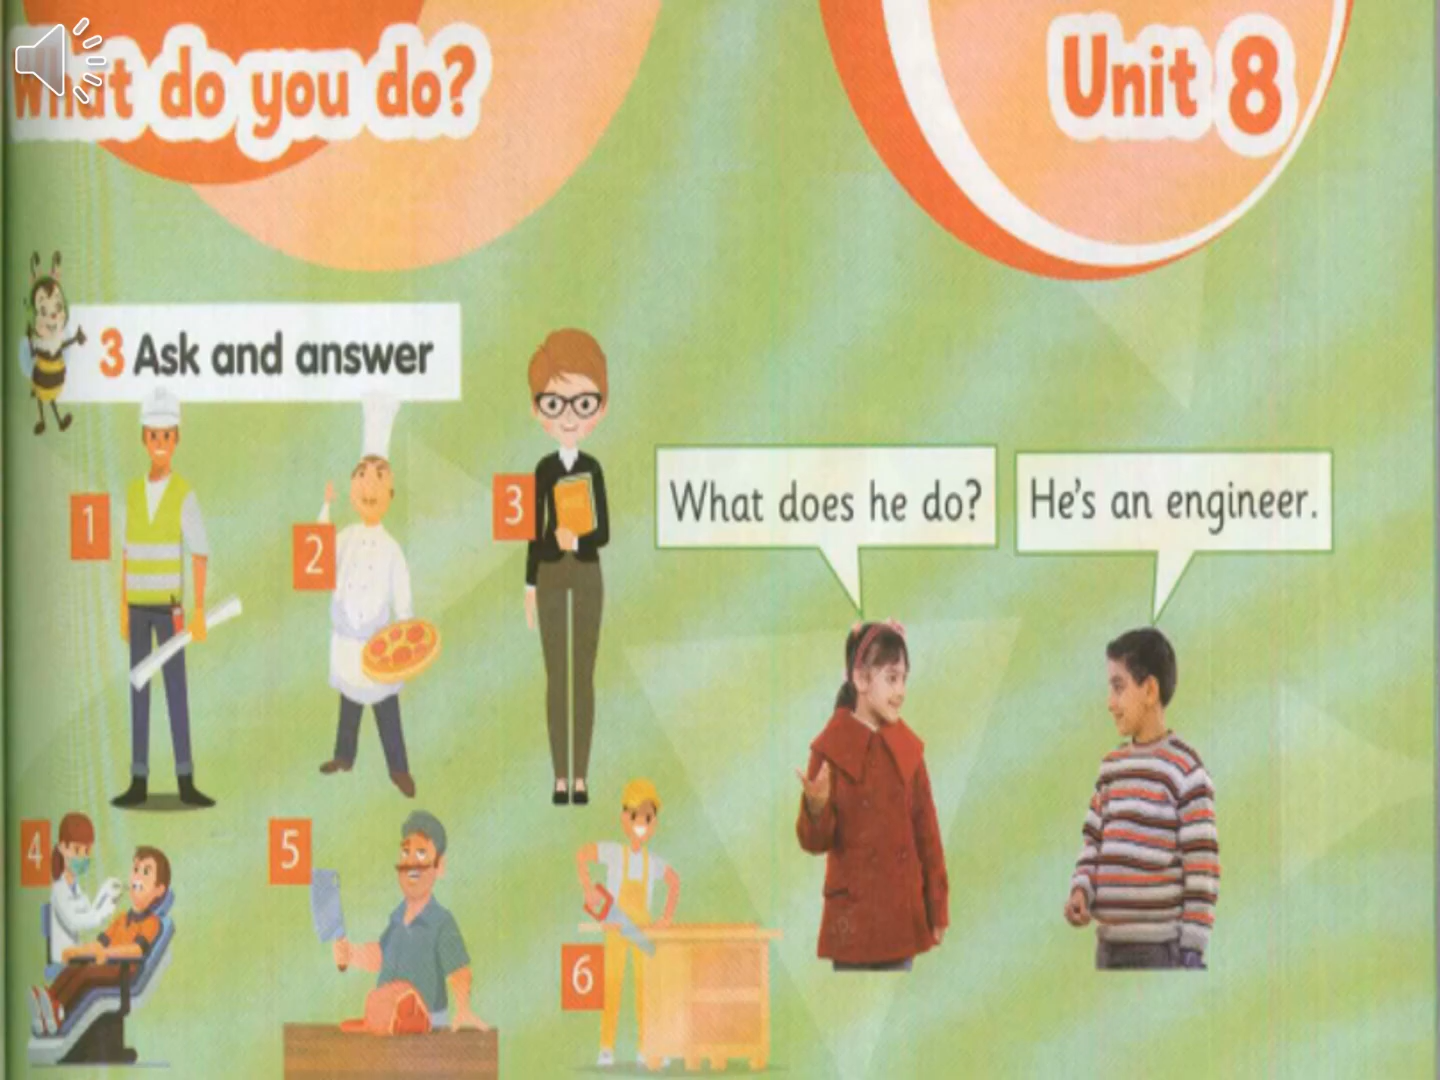 What do you do?
Unit 8
3 Ask and answer
1
2
3
What does he do?
He's an engineer.
4
5
6